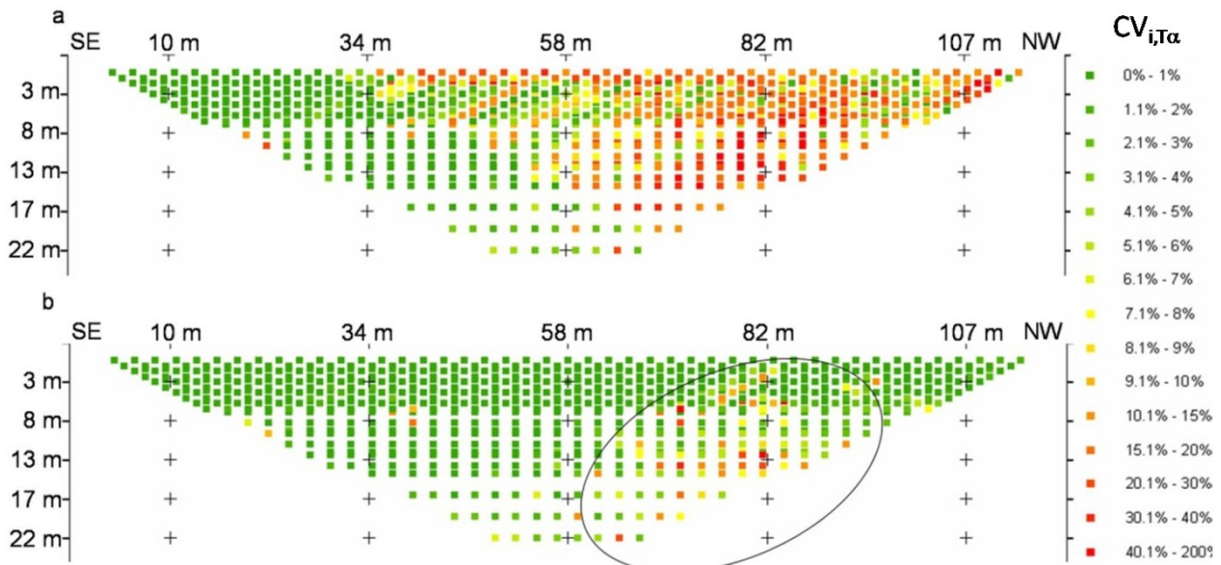 a
SE 10 m 34 m 58 m 82 m 107 m NW
3 m
8 m
13 m
17 m
22 m
b
SE 10 m 34 m 58 m 82 m 107 m NW
3 m
8 m
13 m
17 m
22 m
CVi,Tα
0% - 1%
1.1% - 2%
2.1% - 3%
3.1% - 4%
4.1% - 5%
5.1% - 6%
6.1% - 7%
7.1% - 8%
8.1% - 9%
9.1% - 10%
10.1% - 15%
15.1% - 20%
20.1% - 30%
30.1% - 40%
40.1% - 200%